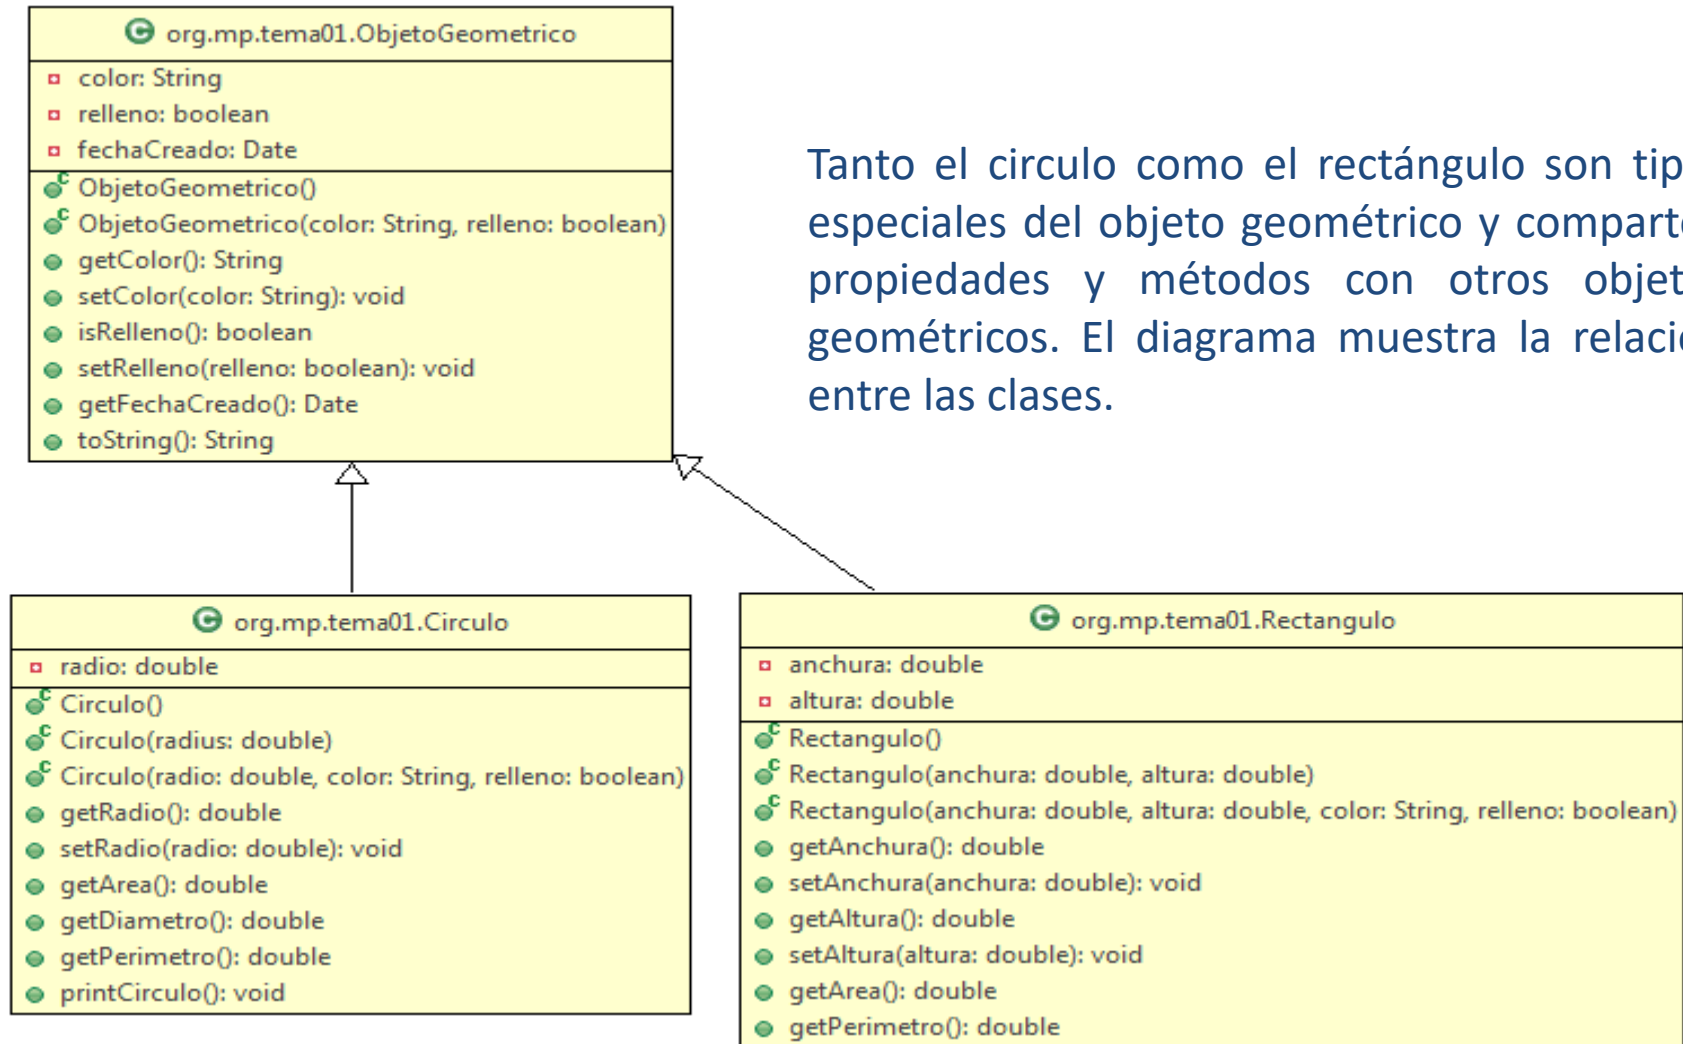 org.mp.tema01.ObjetoGeometrico
color: String
relleno: boolean
fechaCreado: Date
ObjetoGeometrico()
ObjetoGeometrico(color: String, relleno: boolean)
getColor(): String
setColor(color: String): void
isRelleno(): boolean
setRelleno(relleno: boolean): void
getFechaCreado(): Date
toString(): String
Tanto el circulo como el rectángulo son tip
especiales del objeto geométrico y comparte
propiedades y métodos con otros objet
geométricos. El diagrama muestra la relació
entre las clases.
org.mp.tema01.Circulo
radio: double
Circulo()
Circulo(radius: double)
Circulo(radio: double, color: String, relleno: boolean)
getRadio(): double
setRadio(radio: double): void
getArea(): double
getDiametro(): double
getPerimetro(): double
printCirculo(): void
org.mp.tema01.Rectangulo
anchura: double
altura: double
Rectangulo()
Rectangulo(anchura: double, altura: double)
Rectangulo(anchura: double, altura: double, color: String, relleno: boolean)
getAnchura(): double
setAnchura(anchura: double): void
getAltura(): double
setAltura(altura: double): void
getArea(): double
getPerimetro(): double